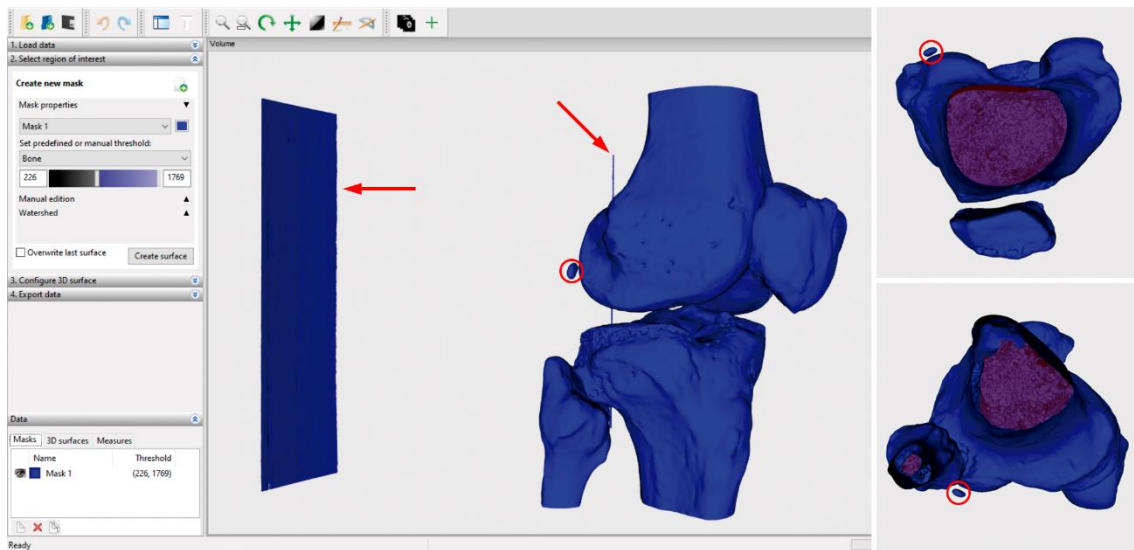 1. Load data
2. Select region of interest
Create new mask
Mask properties
Mask 1
Set predefined or manual threshold:
Bone
226 1769
Manual edition
Watershed
Overwrite last surface
Create surface
3. Configure 3D surface
4. Export data
Data
Masks 3D surfaces Measures
Name Threshold
Mask 1 (226, 1769)
Ready
Volume